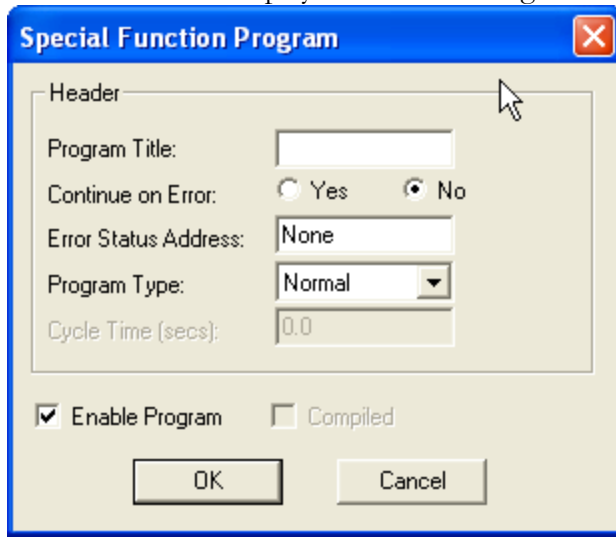 Special Function Program
Header
Program Title:
Continue on Error: Yes No
Error Status Address: None
Program Type: Normal
Cycle Time (secs): 0.0
Enable Program Compiled
OK Cancel